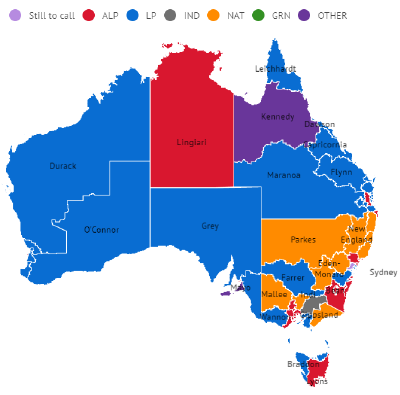 Still to call ALP LP IND NAT GRN OTHER
Leichhardt
Kennedy
Dawson
Lingiari
Capricornia
Durack
Maranoa
Flynn
O'Connor
Grey
New
England
Parkes
Eden-
Monaro
Sydney
Farrer
Mayo
Mallee
Gippsland
Wannon
Braddon
Lyons